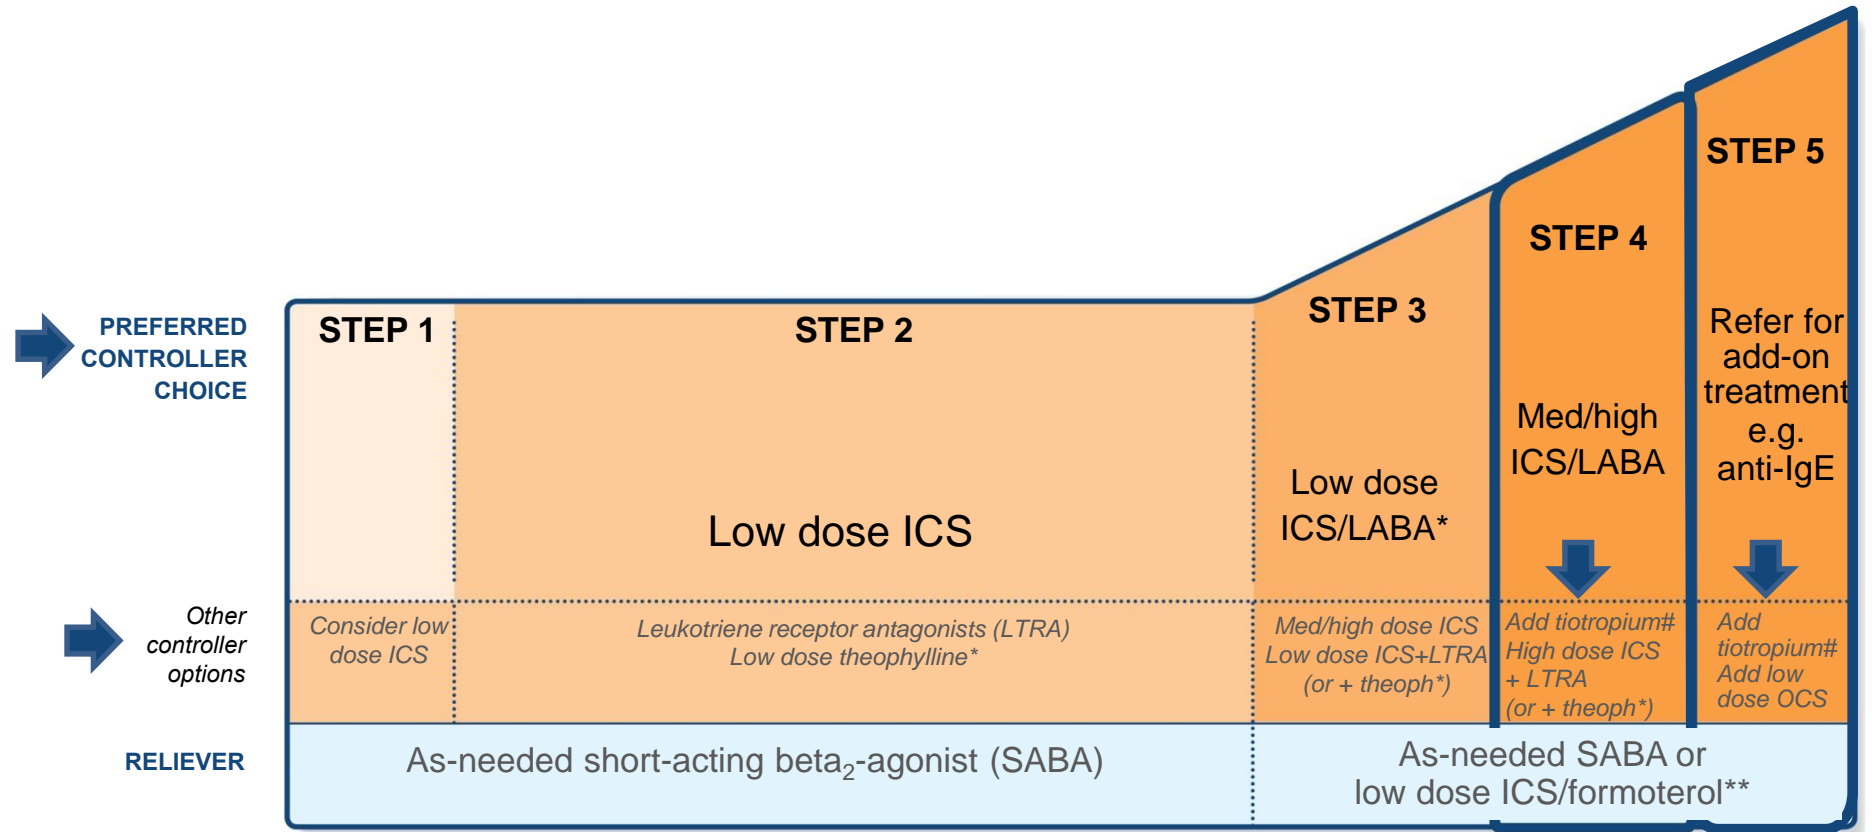 PREFERRED
CONTROLLER
CHOICE
STEP 1
STEP 2
STEP 3
STEP 4
STEP 5
Low dose ICS
Low dose
ICS/LABA*
Med/high
ICS/LABA
Refer for
add-on
treatment
e.g.
anti-IgE
Other
controller
options
Consider low
dose ICS
Leukotriene receptor antagonists (LTRA)
Low dose theophylline*
Med/high dose ICS
Low dose ICS+LTRA
(or + theoph*)
Add tiotropium#
High dose ICS
+ LTRA
(or + theoph*)
Add
tiotropium#
Add low
dose OCS
RELIEVER
As-needed short-acting beta₂-agonist (SABA)
As-needed SABA or
low dose ICS/formoterol**